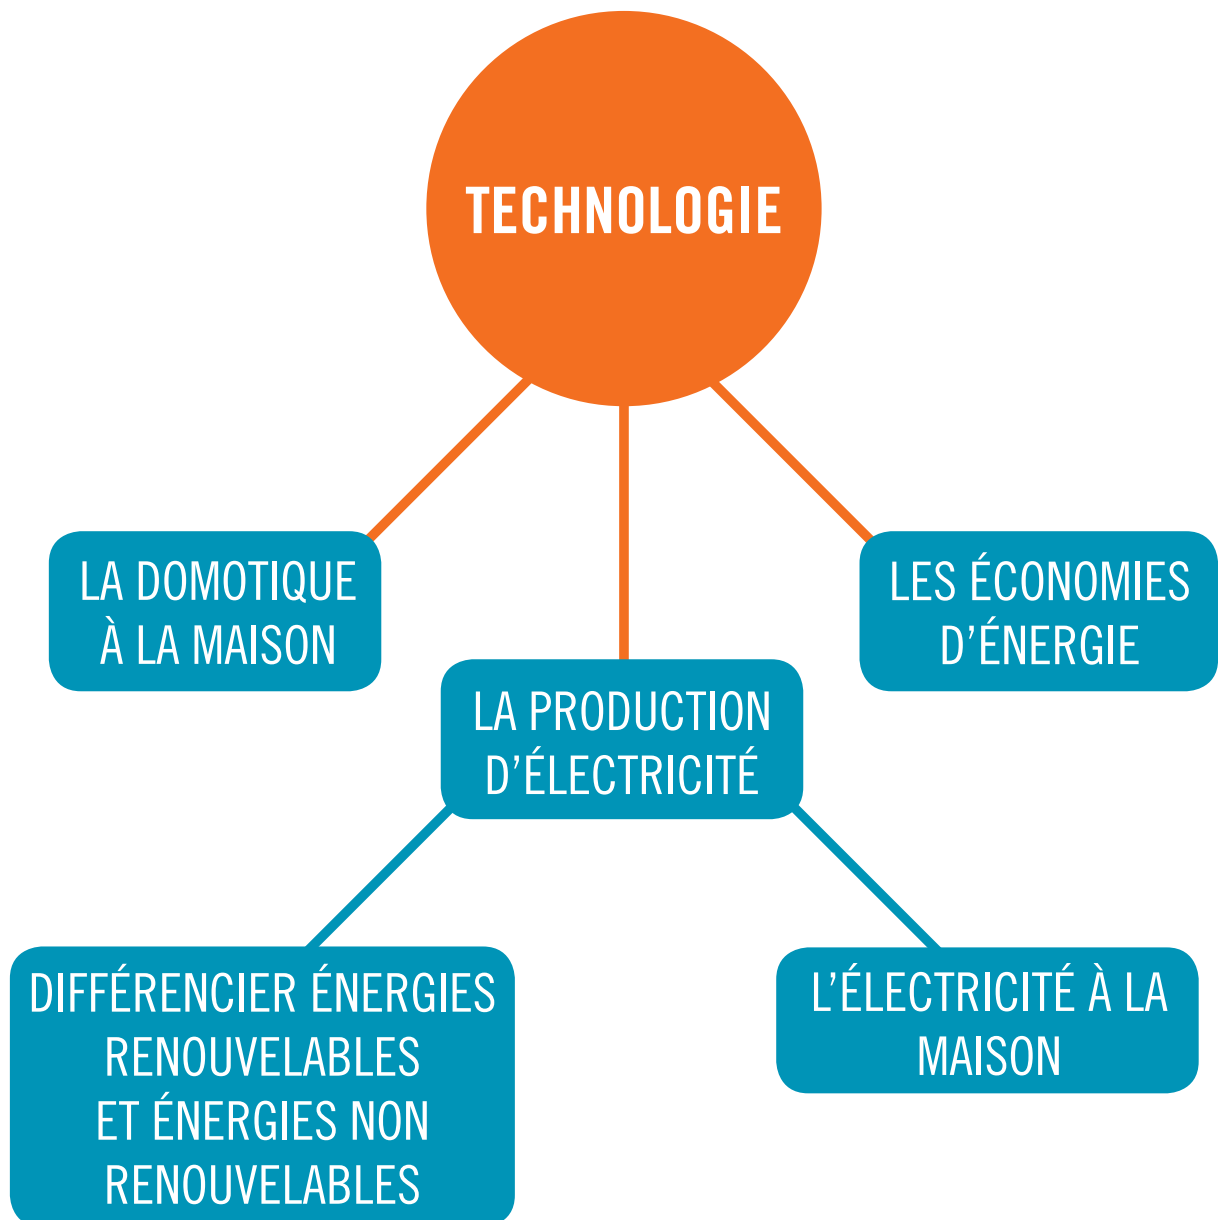 TECHNOLOGIE
LA DOMOTIQUE
À LA MAISON
LES ÉCONOMIES
D’ÉNERGIE
LA PRODUCTION
D’ÉLECTRICITÉ
DIFFÉRENCIER ÉNERGIES
RENOUVELABLES
ET ÉNERGIES NON
RENOUVELABLES
L’ÉLECTRICITÉ À LA
MAISON